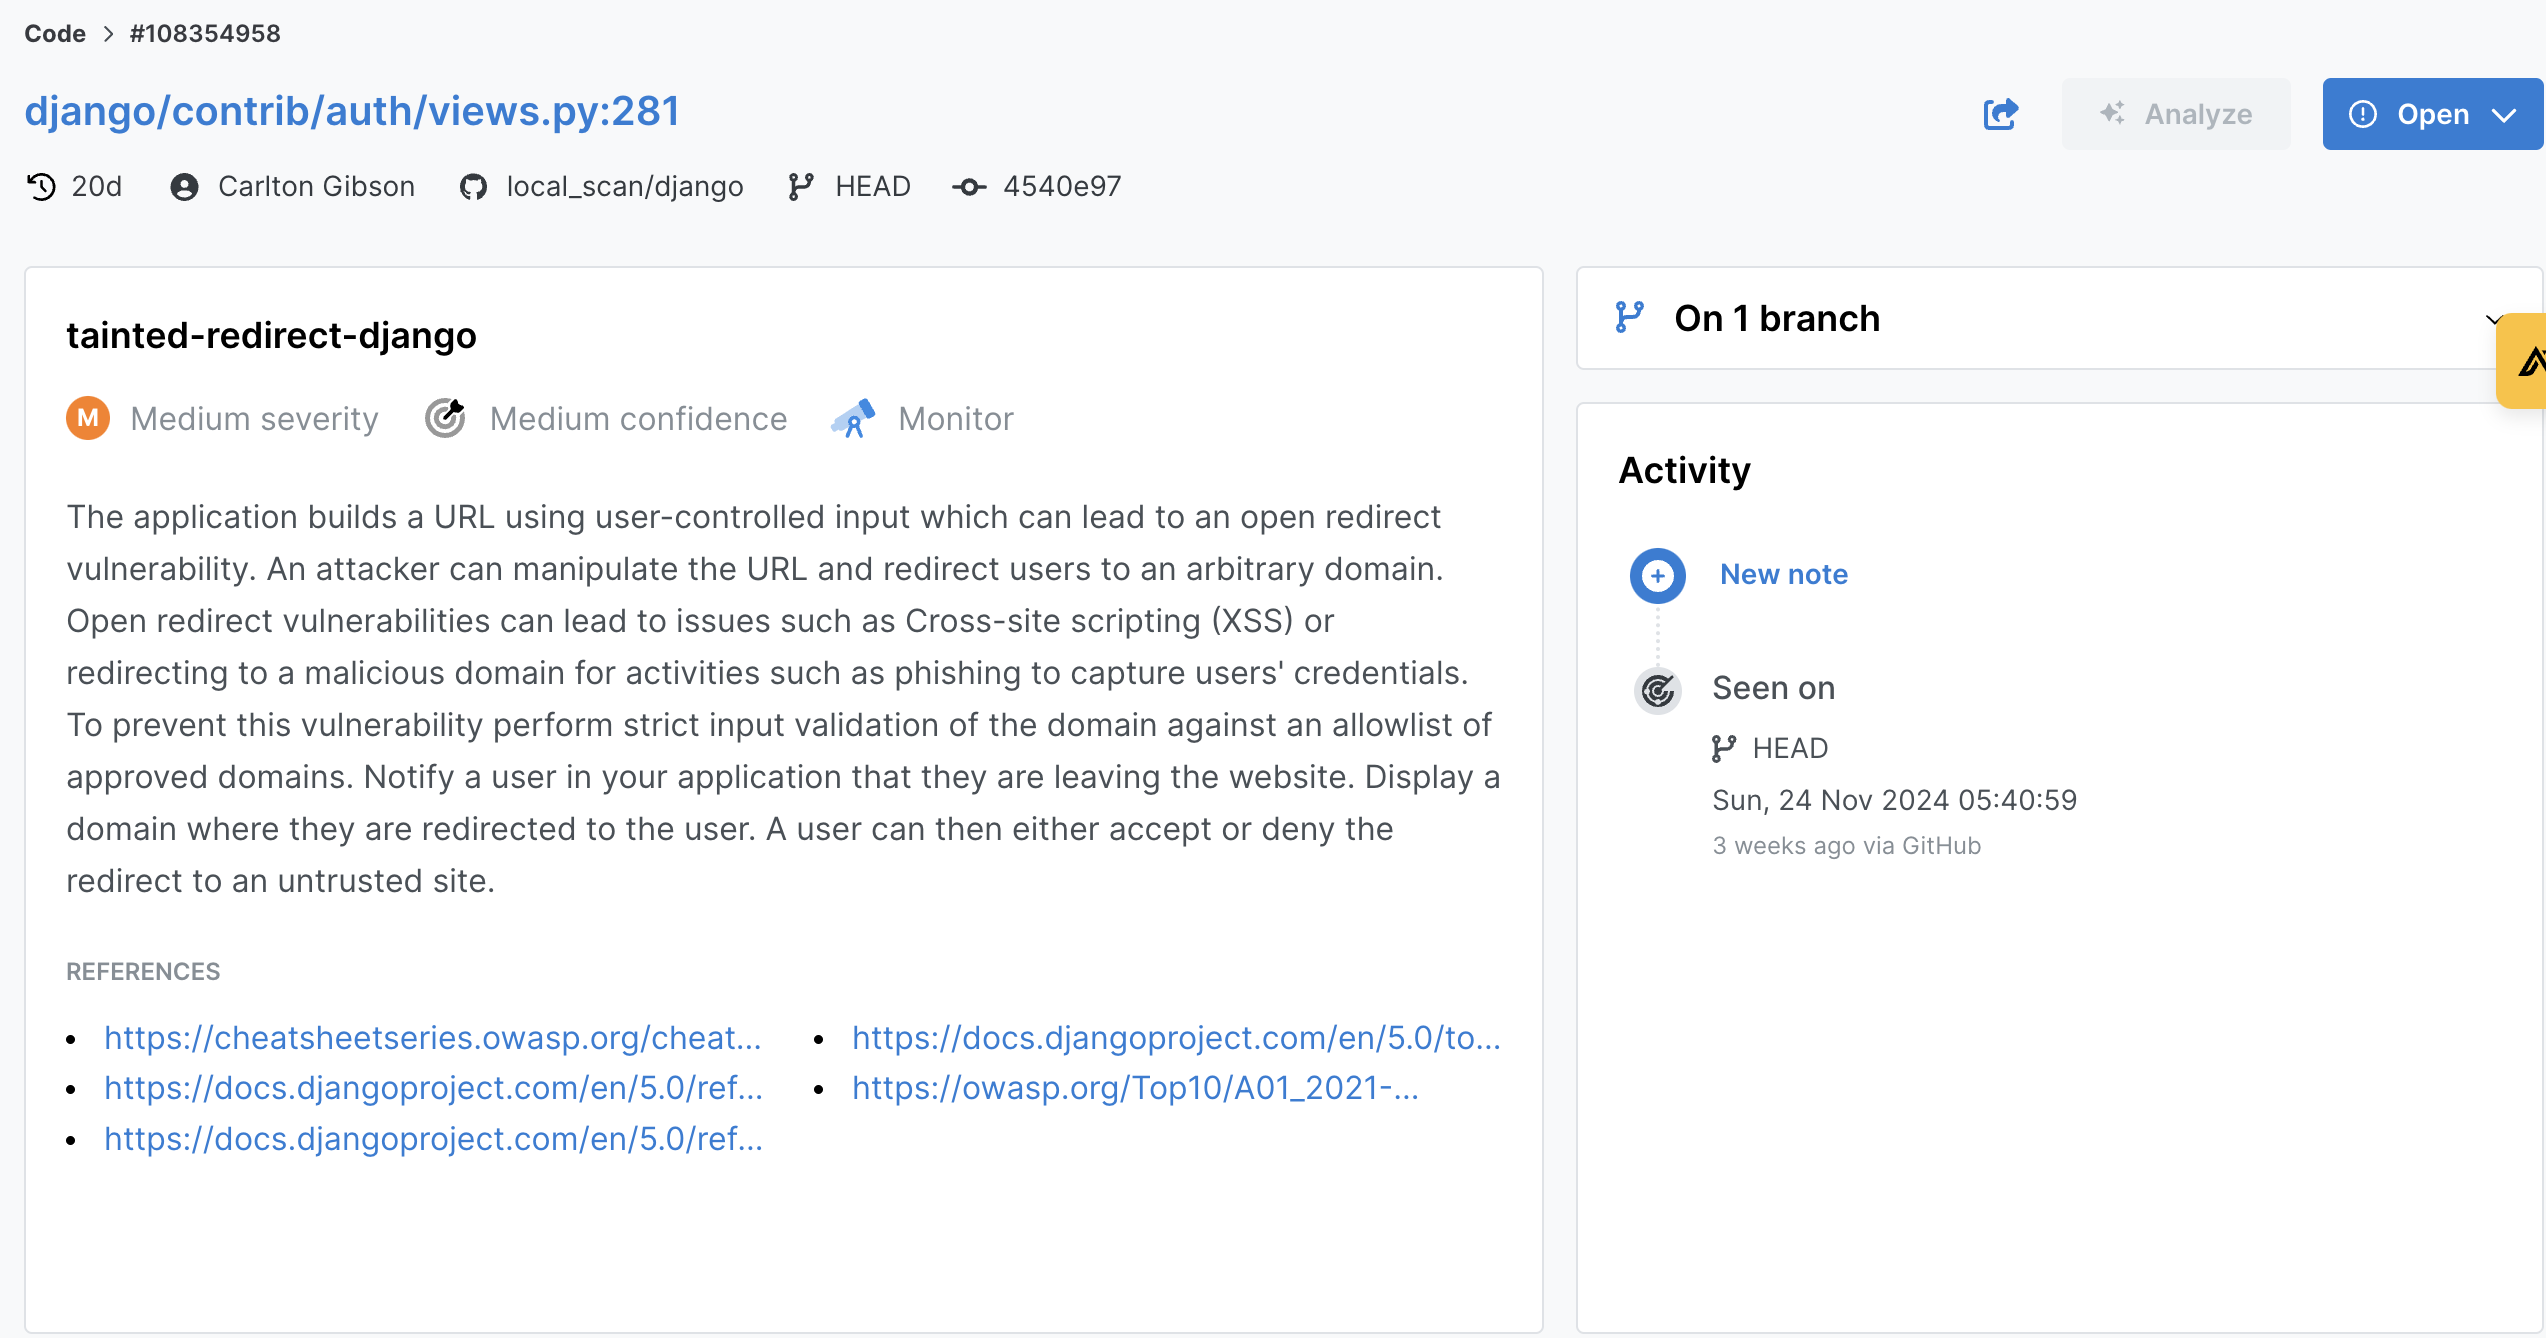 Code > #108354958
django/contrib/auth/views.py:281
Analyze
Open
20d Carlton Gibson local_scan/django HEAD 4540e97
tainted-redirect-django
M Medium severity Medium confidence Monitor
The application builds a URL using user-controlled input which can lead to an open redirect
vulnerability. An attacker can manipulate the URL and redirect users to an arbitrary domain.
Open redirect vulnerabilities can lead to issues such as Cross-site scripting (XSS) or
redirecting to a malicious domain for activities such as phishing to capture users' credentials.
To prevent this vulnerability perform strict input validation of the domain against an allowlist of
approved domains. Notify a user in your application that they are leaving the website. Display a
domain where they are redirected to the user. A user can then either accept or deny the
redirect to an untrusted site.
REFERENCES
https://cheatsheetseries.owasp.org/cheat...
https://docs.djangoproject.com/en/5.0/ref...
https://docs.djangoproject.com/en/5.0/ref...
https://docs.djangoproject.com/en/5.0/to...
https://owasp.org/Top10/A01_2021-...
On 1 branch
Activity
New note
Seen on
HEAD
Sun, 24 Nov 2024 05:40:59
3 weeks ago via GitHub